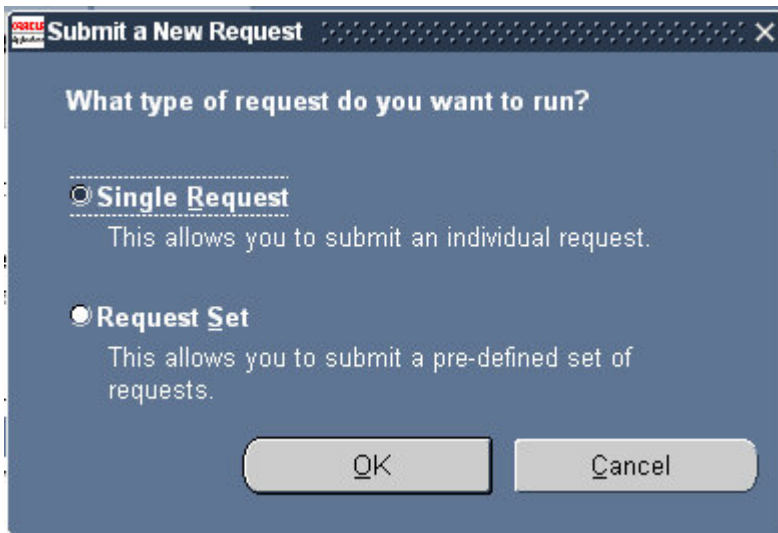 ORACLE
Submit a New Request
What type of request do you want to run?
Single Request
This allows you to submit an individual request.
Request Set
This allows you to submit a pre-defined set of
requests.
OK
Cancel